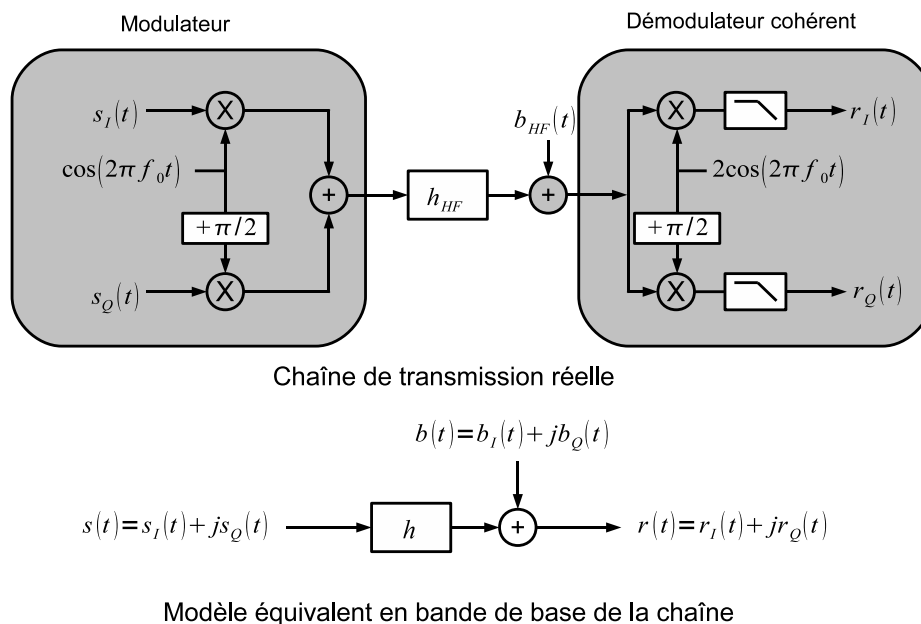 Modulateur
Démodulateur cohérent
s_I(t)
X
cos(2πf_0t)
+π/2
s_Q(t)
X
+
h_HF
b_HF(t)
+
X
r_I(t)
2cos(2πf_0t)
+π/2
X
r_Q(t)
Chaîne de transmission réelle
b(t)=b_I(t)+jb_Q(t)
s(t)=s_I(t)+js_Q(t)
h
+
r(t)=r_I(t)+jr_Q(t)
Modèle équivalent en bande de base de la chaîne